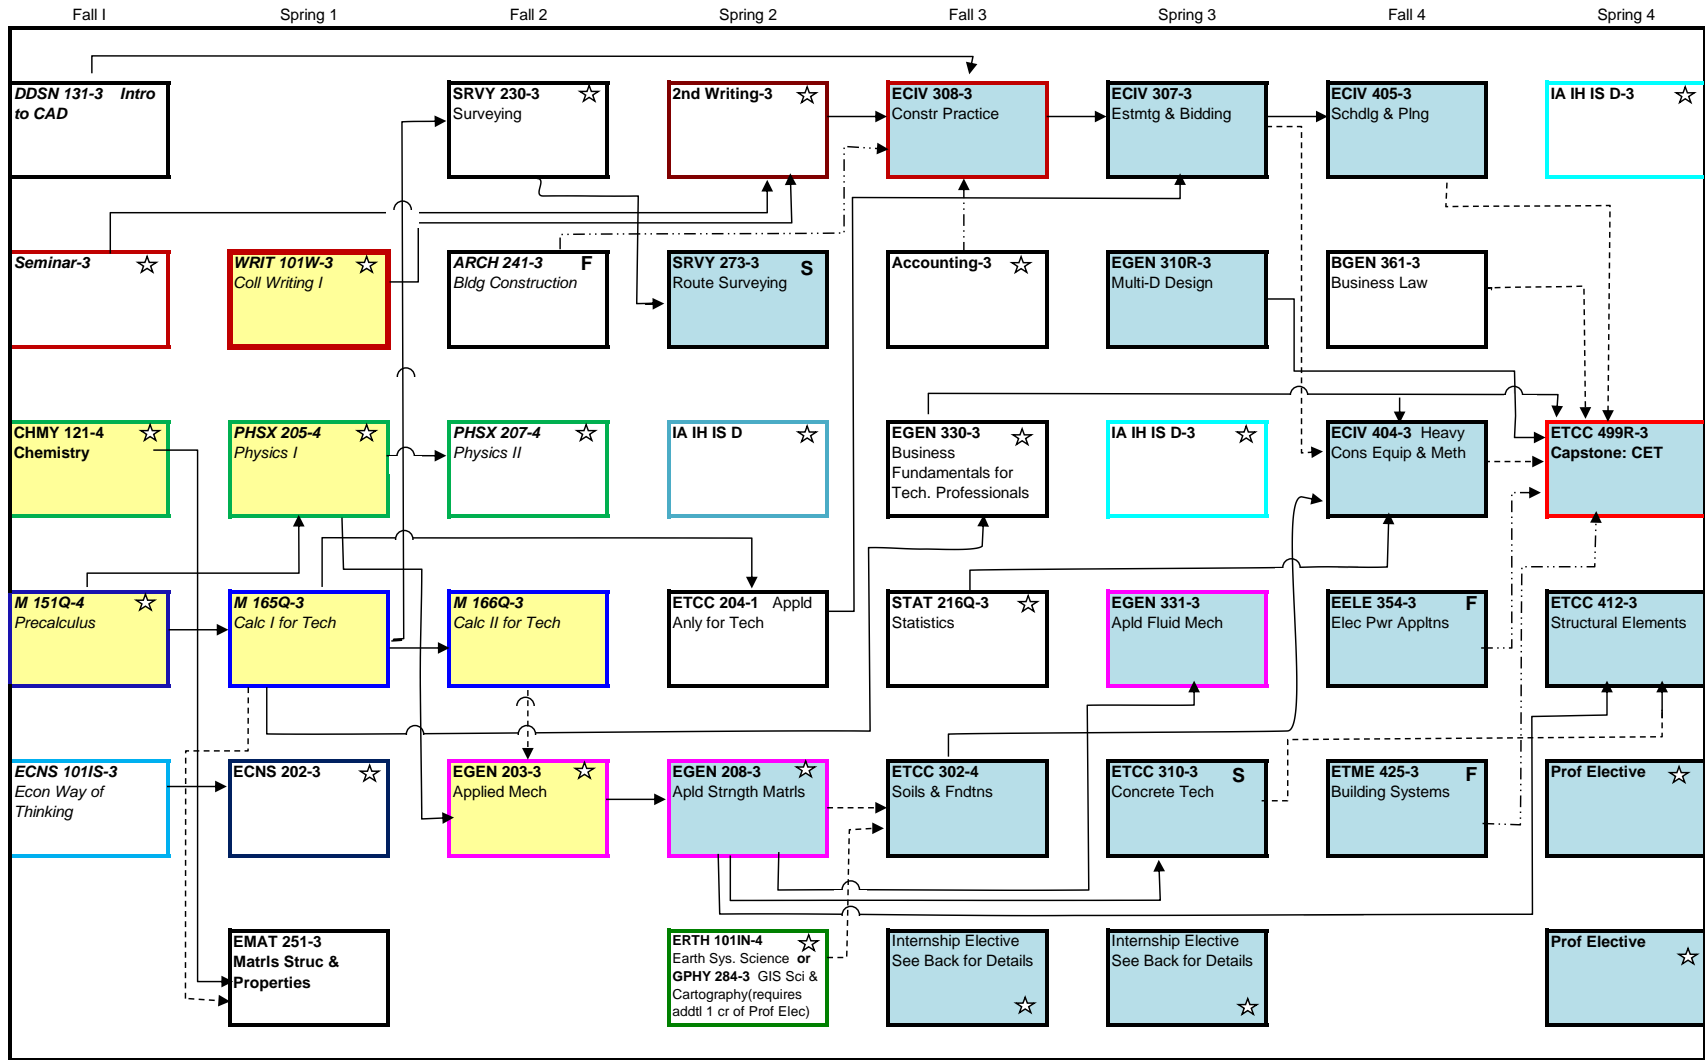 Fall I
Spring 1
Fall 2
Spring 2
Fall 3
Spring 3
Fall 4
Spring 4
DDSN 131-3 Intro
to CAD
SRVY 230-3
Surveying
2nd Writing-3
ECIV 308-3
Constr Practice
ECIV 307-3
Estmtg & Bidding
ECIV 405-3
Schdlg & Plng
IA IH IS D-3
Seminar-3
WRIT 101W-3
Coll Writing I
ARCH 241-3 F
Bldg Construction
SRVY 273-3 S
Route Surveying
Accounting-3
EGEN 310R-3
Multi-D Design
BGEN 361-3
Business Law
CHMY 121-4
Chemistry
PHSX 205-4
Physics I
PHSX 207-4
Physics II
IA IH IS D
EGEN 330-3
Business
Fundamentals for
Tech. Professionals
IA IH IS D-3
ECIV 404-3 Heavy
Cons Equip & Meth
ETCC 499R-3
Capstone: CET
M 151Q-4
Precalculus
M 165Q-3
Calc I for Tech
M 166Q-3
Calc II for Tech
ETCC 204-1 Appld
Anly for Tech
STAT 216Q-3
Statistics
EGEN 331-3
Apld Fluid Mech
EELE 354-3 F
Elec Pwr Appltns
ETCC 412-3
Structural Elements
ECNS 101IS-3
Econ Way of
Thinking
ECNS 202-3
EGEN 203-3
Applied Mech
EGEN 208-3
Apld Strngth Matrls
ETCC 302-4
Soils & Fndtns
ETCC 310-3 S
Concrete Tech
ETME 425-3 F
Building Systems
Prof Elective
EMAT 251-3
Matrls Struc &
Properties
ERTH 101IN-4
Earth Sys. Science or
GPHY 284-3 GIS Sci &
Cartography(requires
addtl 1 cr of Prof Elec)
Internship Elective
See Back for Details
Internship Elective
See Back for Details
Prof Elective